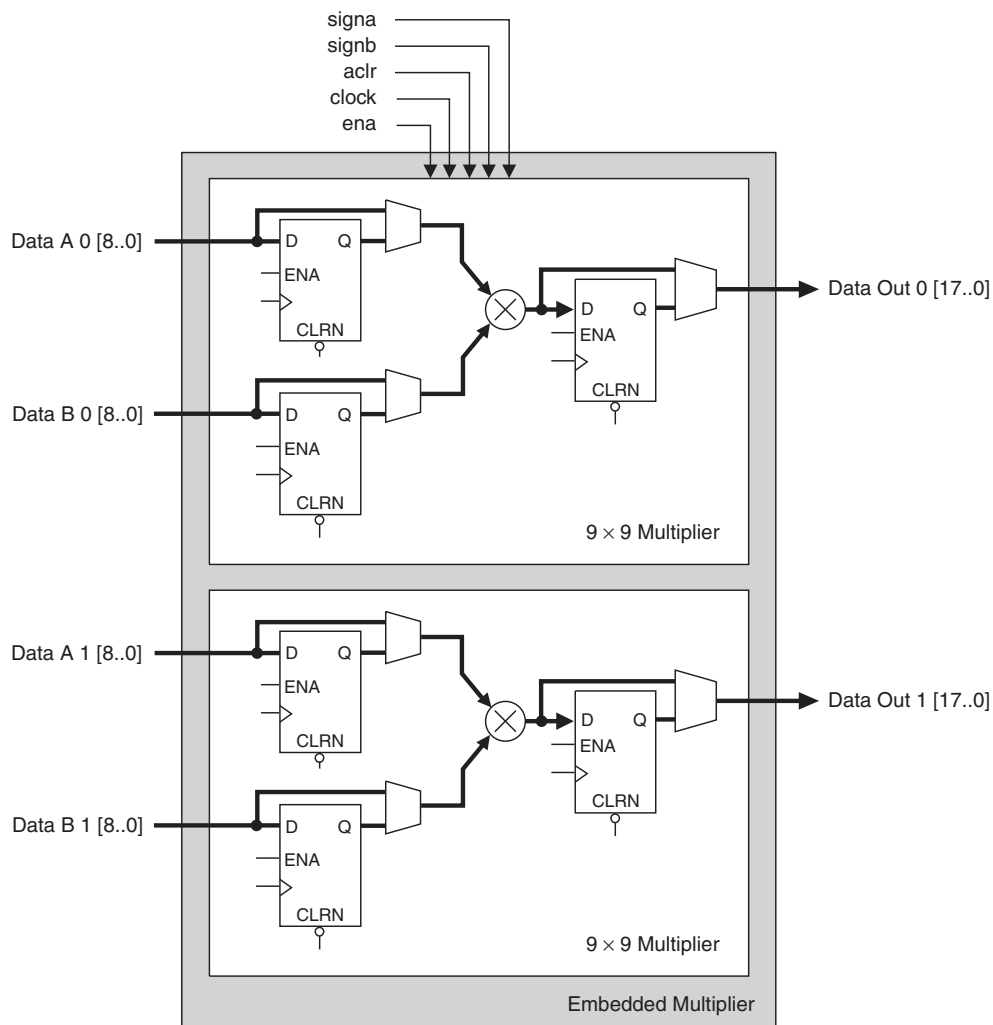 signa
signb
aclr
clock
ena
Data A 0 [8..0]
D Q
ENA
CLRN
Data B 0 [8..0]
D Q
ENA
CLRN
D Q
ENA
CLRN
Data Out 0 [17..0]
9 × 9 Multiplier
Data A 1 [8..0]
D Q
ENA
CLRN
Data B 1 [8..0]
D Q
ENA
CLRN
D Q
ENA
CLRN
Data Out 1 [17..0]
9 × 9 Multiplier
Embedded Multiplier